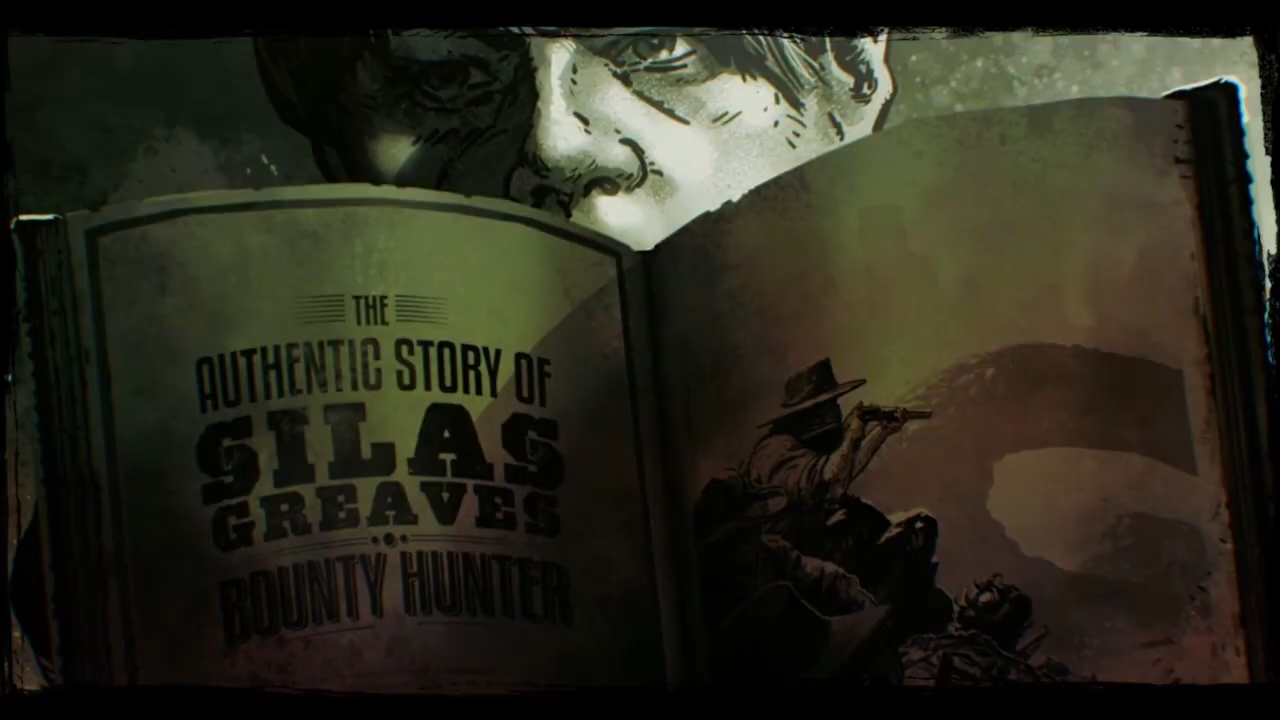 THE
AUTHENTIC STORY OF
SILAS
GREAVES
BOUNTY HUNTER